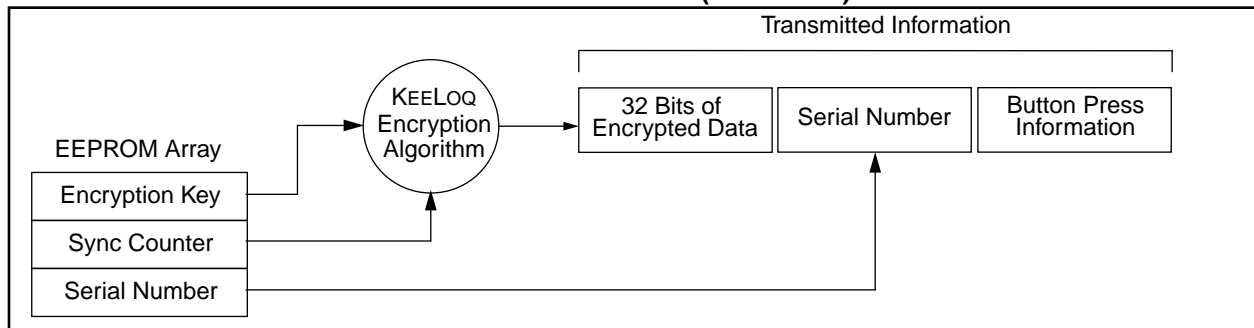 Transmitted Information
KEELOQ
Encryption
Algorithm
32 Bits of
Encrypted Data
Serial Number
Button Press
Information
EEPROM Array
Encryption Key
Sync Counter
Serial Number